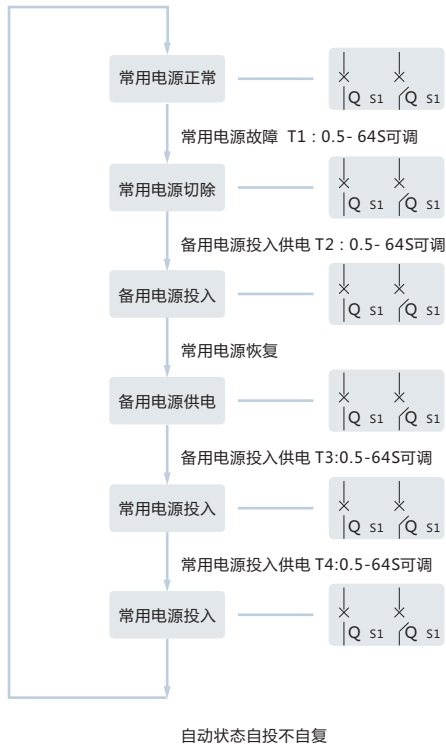 常用电源正常
Q S1 Q S1
常用电源故障 T1：0.5- 64S可调
常用电源切除
Q S1 Q S1
备用电源投入供电 T2：0.5- 64S可调
备用电源投入
Q S1 Q S1
常用电源恢复
备用电源供电
Q S1 Q S1
备用电源投入供电 T3:0.5-64S可调
常用电源投入
Q S1 Q S1
常用电源投入供电 T4:0.5-64S可调
常用电源投入
Q S1 Q S1
自动状态自投不自复